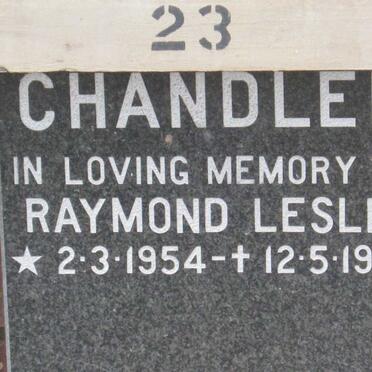 23
CHANDLE
IN LOVING MEMORY
RAYMOND LESL
★ 2·3·1954-✝ 12·5·19